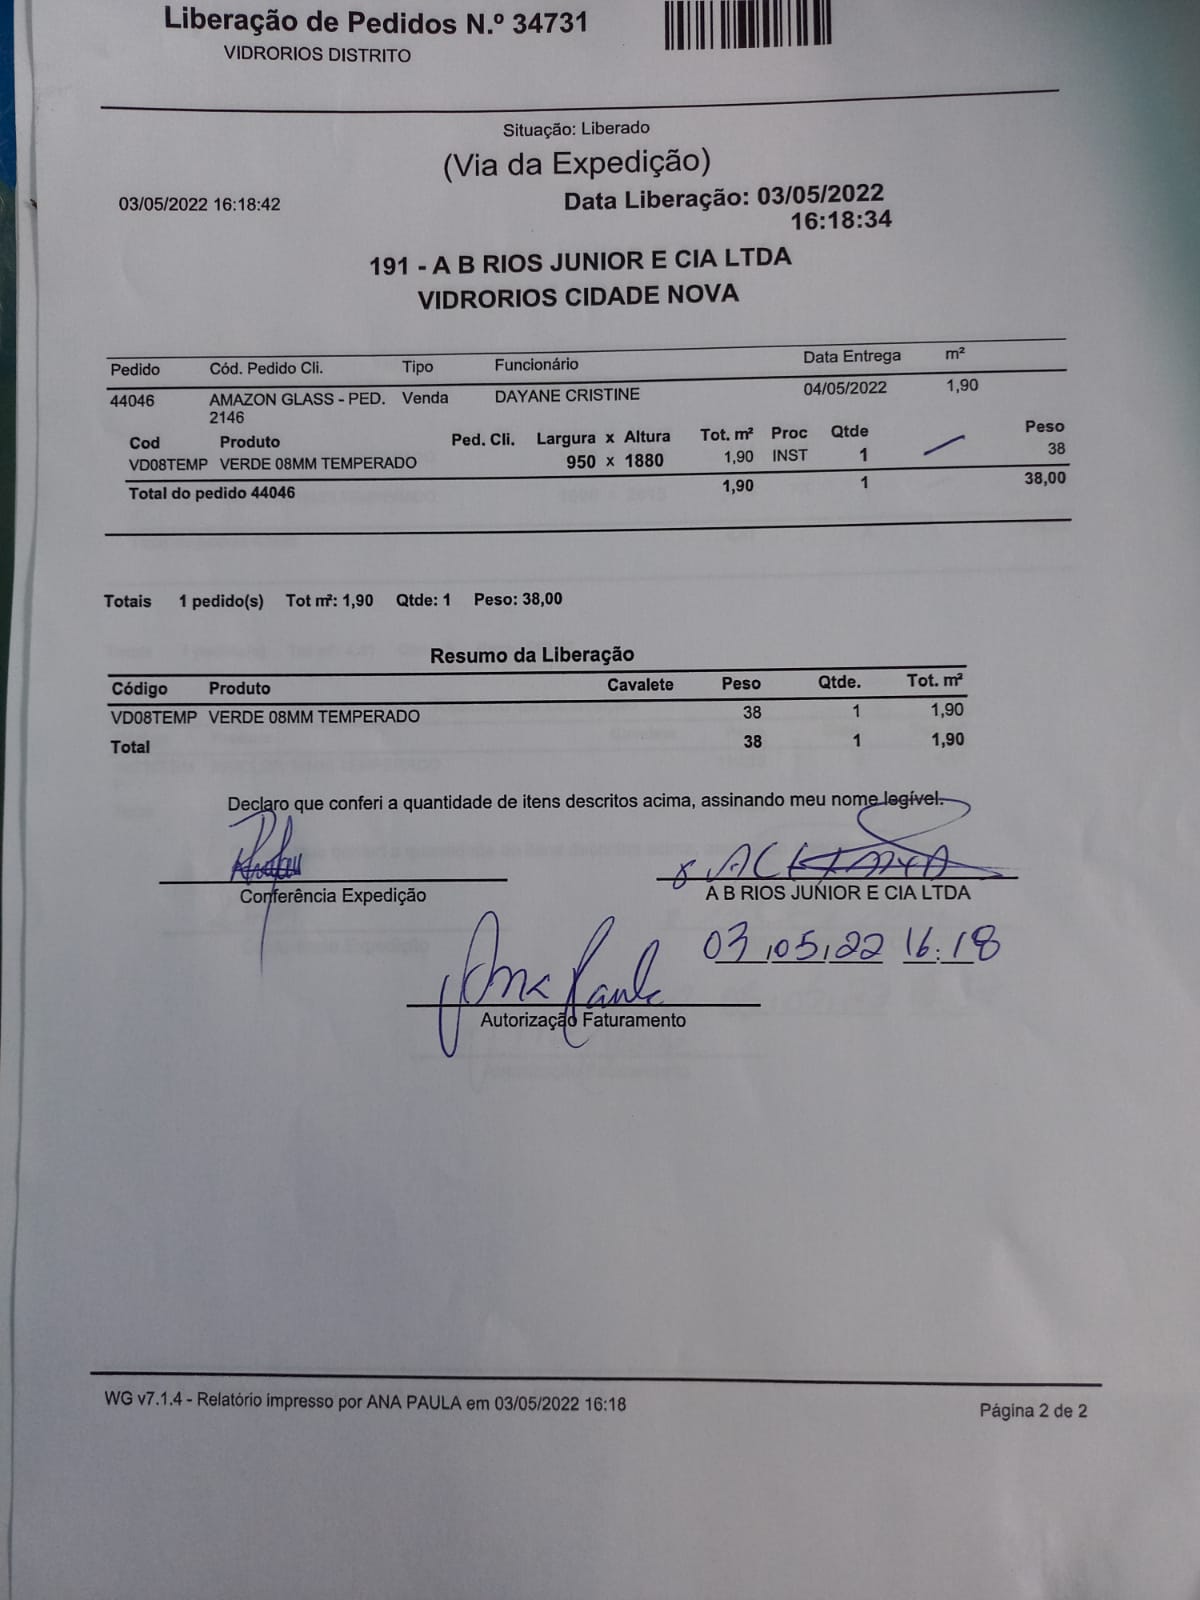 Liberação de Pedidos N.º 34731
VIDRORIOS DISTRITO
Situação: Liberado
(Via da Expedição)
03/05/2022 16:18:42
Data Liberação: 03/05/2022
16:18:34
191 - A B RIOS JUNIOR E CIA LTDA
VIDRORIOS CIDADE NOVA
Pedido Cód. Pedido Cli. Tipo Funcionário Data Entrega m²
44046 AMAZON GLASS - PED. Venda DAYANE CRISTINE 04/05/2022 1,90
2146
Cod Produto Ped. Cli. Largura x Altura Tot. m² Proc Qtde Peso
VD08TEMP VERDE 08MM TEMPERADO 950 x 1880 1,90 INST 1 38
Total do pedido 44046 1,90 1 38,00
Totais 1 pedido(s) Tot m²: 1,90 Qtde: 1 Peso: 38,00
Resumo da Liberação
Código Produto Cavalete Peso Qtde. Tot. m²
VD08TEMP VERDE 08MM TEMPERADO 38 1 1,90
Total 38 1 1,90
Declaro que conferi a quantidade de itens descritos acima, assinando meu nome legível.
Conferência Expedição
A B RIOS JUNIOR E CIA LTDA
03,05,22 16:18
Ana Paula
Autorização Faturamento
WG v7.1.4 - Relatório impresso por ANA PAULA em 03/05/2022 16:18
Página 2 de 2